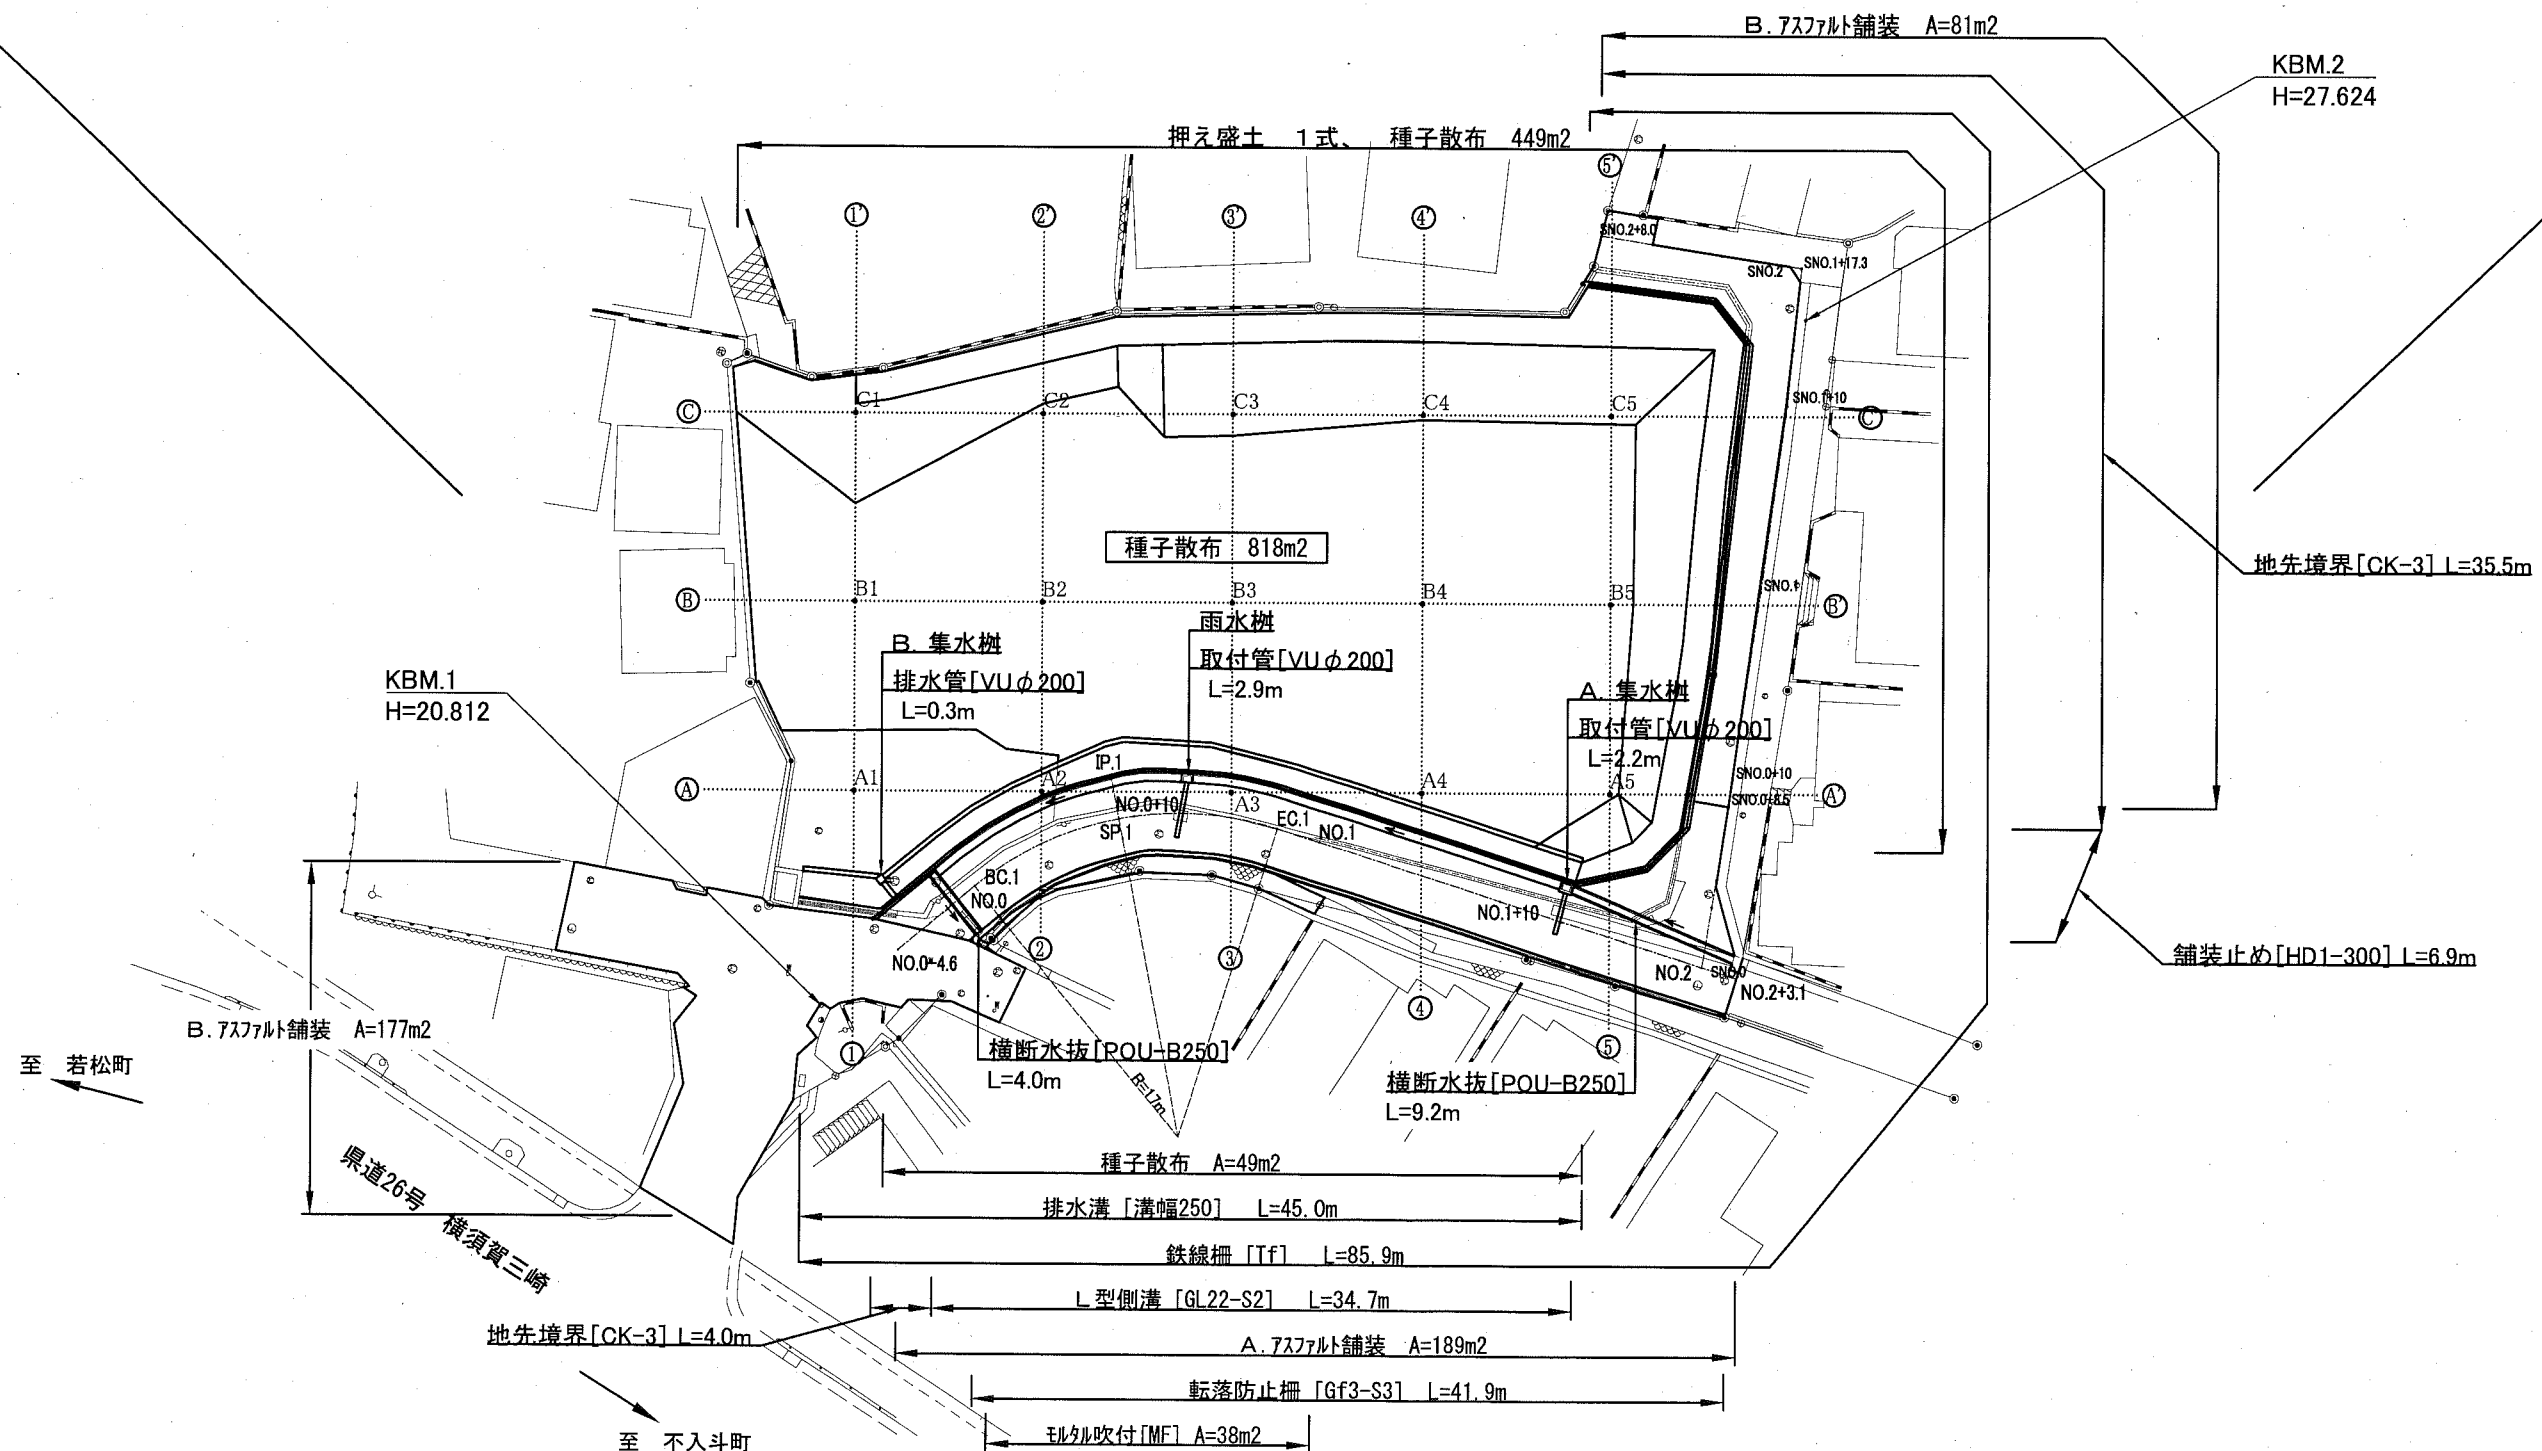 B.アスファルト舗装　A=81m2
KBM.2
H=27.624
押え盛土　１式、　種子散布　449m2
5'
1'
2'
3'
4'
SNO.2+8.0
SNO.2
SNO.1+17.3
C
C1
C2
C3
C4
C5
SNO.1+10
C'
種子散布　818m2
地先境界[CK-3] L=35.5m
B
B1
B2
B3
B4
B5
SNO.1
B'
雨水桝
取付管[VUφ200]
L=2.9m
B. 集水桝
排水管[VUφ200]
L=0.3m
A. 集水桝
取付管[VUφ200]
L=2.2m
KBM.1
H=20.812
IP.1
A
A1
A2
A3
A4
A5
SNO.0+10
SNO.0+8.5
A'
NO.0+10
SP.1
EC.1
NO.1
BC.1
NO.0
NO.1+10
NO.0-4.6
2
3
NO.2
SNO.0
NO.2+3.1
舗装止め[HD1-300] L=6.9m
4
B.アスファルト舗装　A=177m2
1
5
至　若松町
横断水抜[POU-B250]
L=4.0m
R=17m
横断水抜[POU-B250]
L=9.2m
種子散布　A=49m2
県道26号　横須賀三崎
排水溝 [溝幅250]　L=45.0m
鉄線柵 [Tf]　L=85.9m
L型側溝 [GL22-S2]　L=34.7m
地先境界[CK-3] L=4.0m
A.アスファルト舗装　A=189m2
転落防止柵 [Gf3-S3]　L=41.9m
至　不入斗町
モルタル吹付[MF] A=38m2